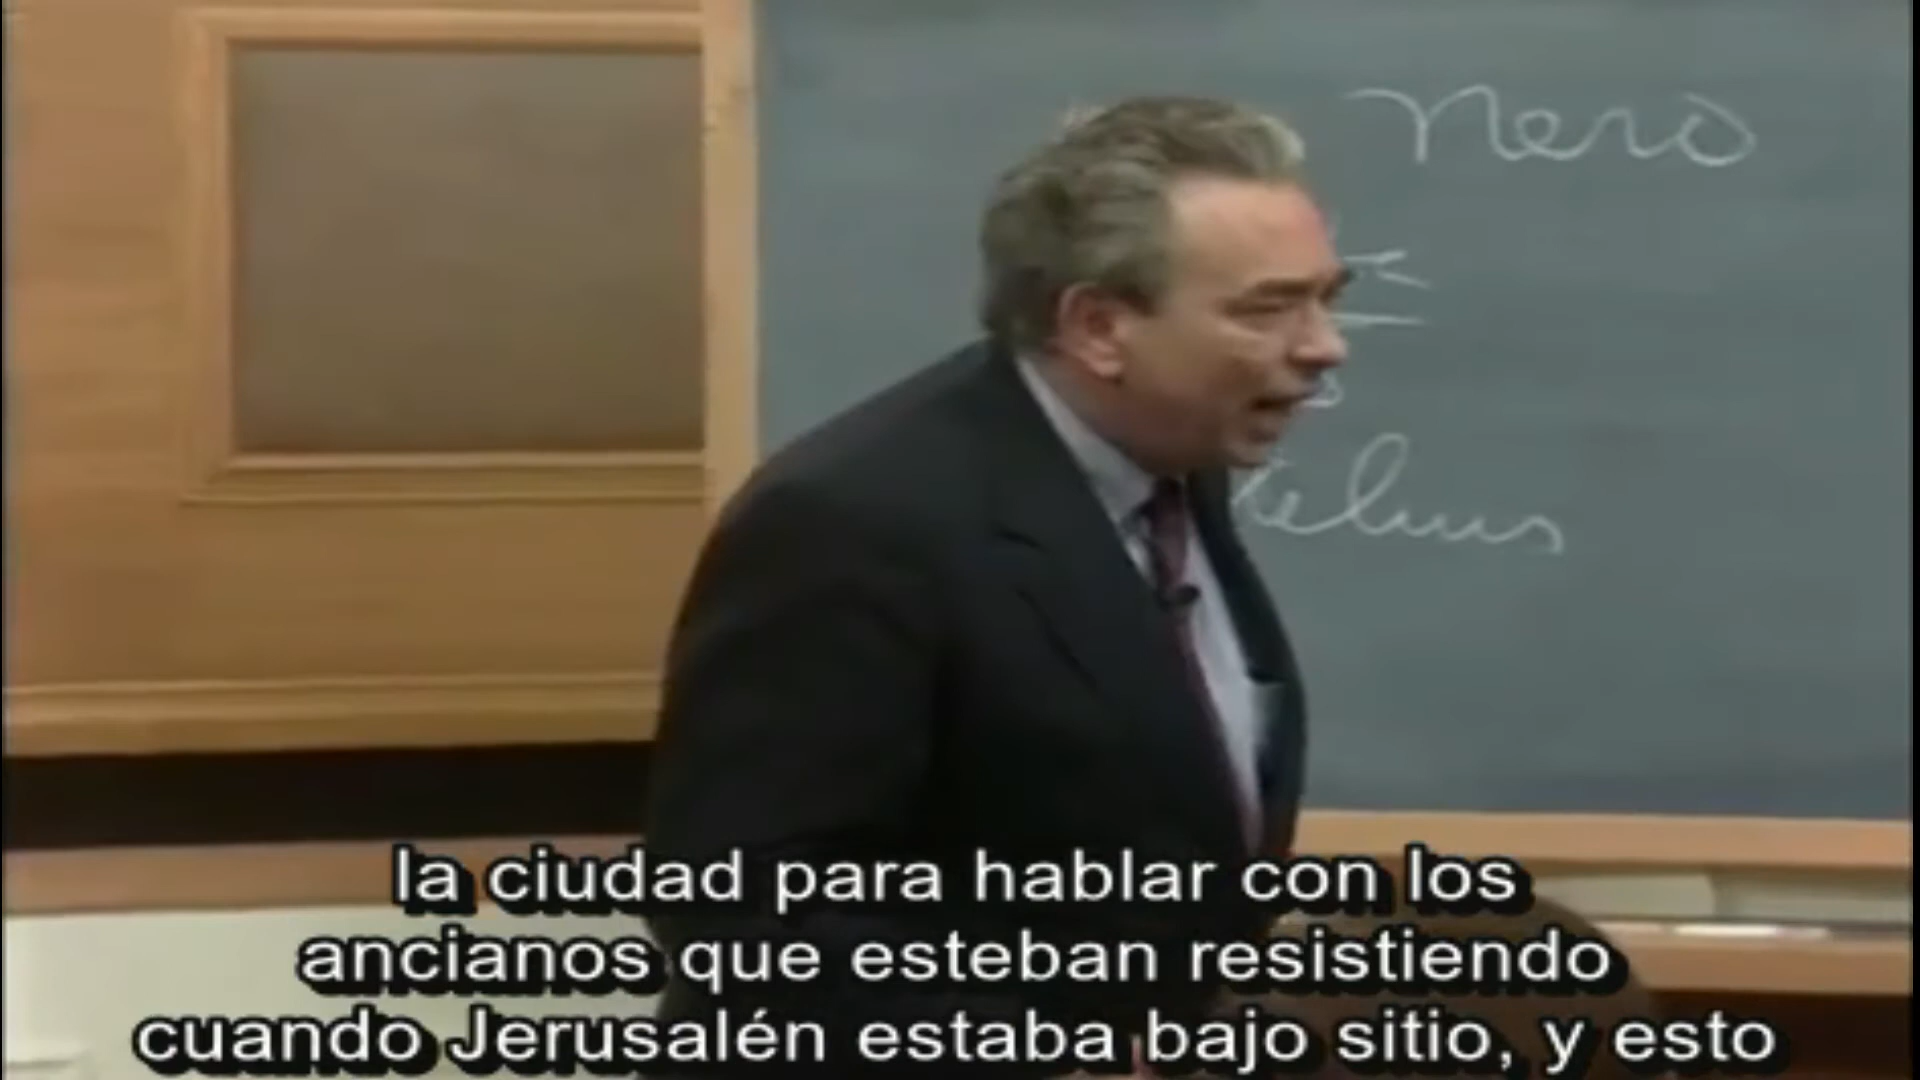 Nero
la ciudad para hablar con los
ancianos que esteban resistiendo
cuando Jerusalén estaba bajo sitio, y esto